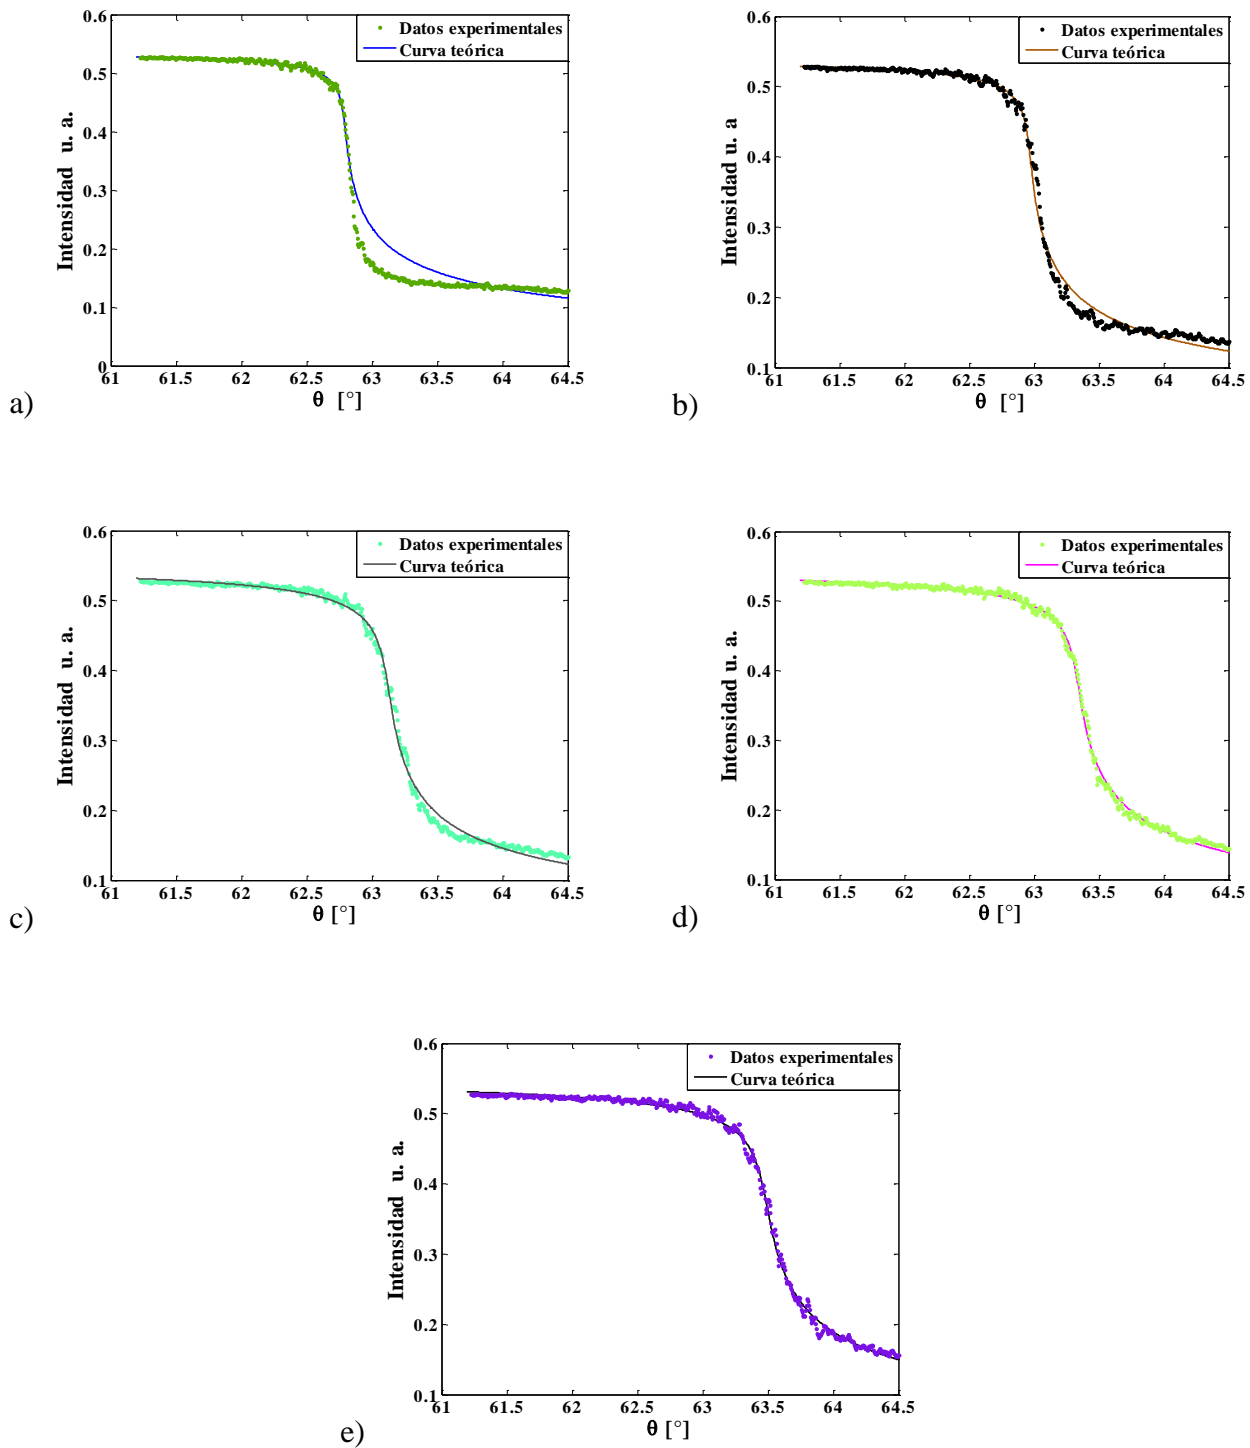 0.6
0.5
0.4
0.3
0.2
0.1
0
Intensidad u. a.
Datos experimentales
Curva teórica
61 61.5 62 62.5 63 63.5 64 64.5
θ [°]
a)
0.6
0.5
0.4
0.3
0.2
0.1
Intensidad u. a
Datos experimentales
Curva teórica
61 61.5 62 62.5 63 63.5 64 64.5
θ [°]
b)
0.6
0.5
0.4
0.3
0.2
0.1
Intensidad u. a.
Datos experimentales
Curva teórica
61 61.5 62 62.5 63 63.5 64 64.5
θ [°]
c)
0.6
0.5
0.4
0.3
0.2
0.1
Intensidad u. a.
Datos experimentales
Curva teórica
61 61.5 62 62.5 63 63.5 64 64.5
θ [°]
d)
0.6
0.5
0.4
0.3
0.2
0.1
Intensidad u. a.
Datos experimentales
Curva teórica
61 61.5 62 62.5 63 63.5 64 64.5
θ [°]
e)